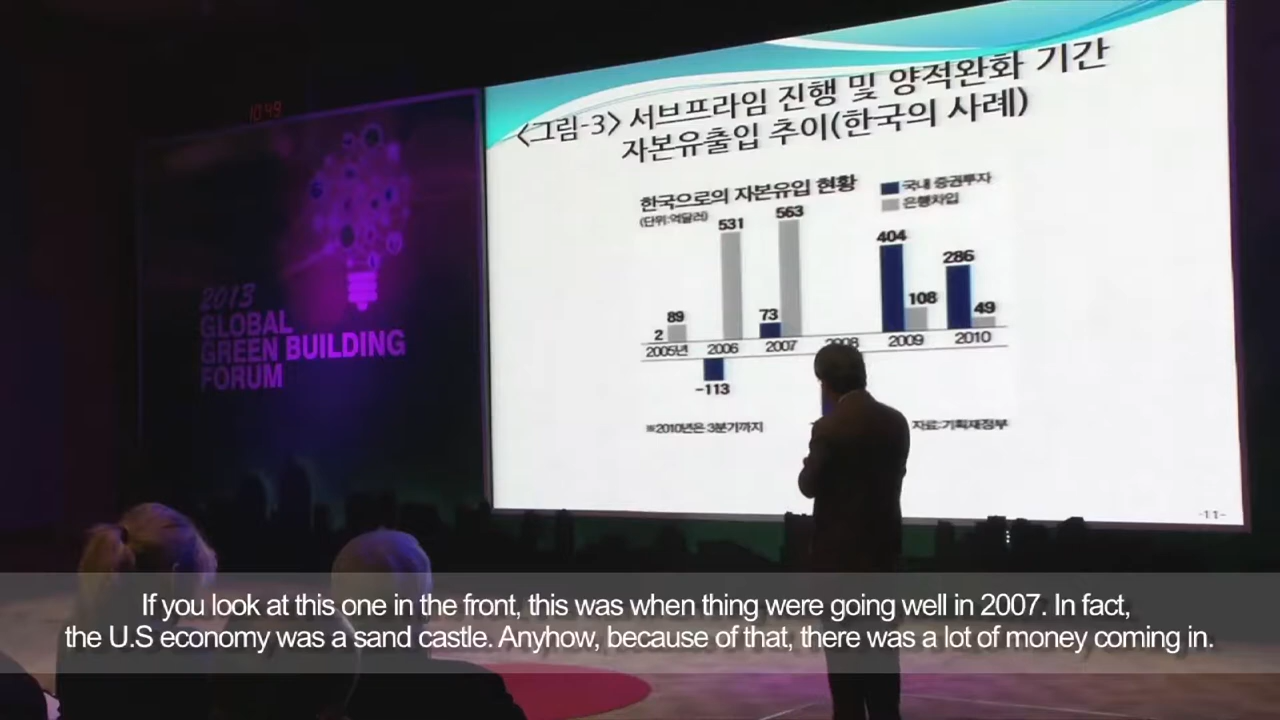 10:49
2013
GLOBAL
GREEN BUILDING
FORUM
<그림-3> 서브프라임 진행 및 양적완화 기간
자본유출입 추이(한국의 사례)
한국으로의 자본유입 현황
(단위:억달러)
국내 증권투자
은행차입
2 89 531 73 563 404 108 286 49
2005년 2006 2007 2008 2009 2010
-113
※2010년은 3분기까지
자료:기획재정부
-11-
If you look at this one in the front, this was when thing were going well in 2007. In fact,
the U.S economy was a sand castle. Anyhow, because of that, there was a lot of money coming in.